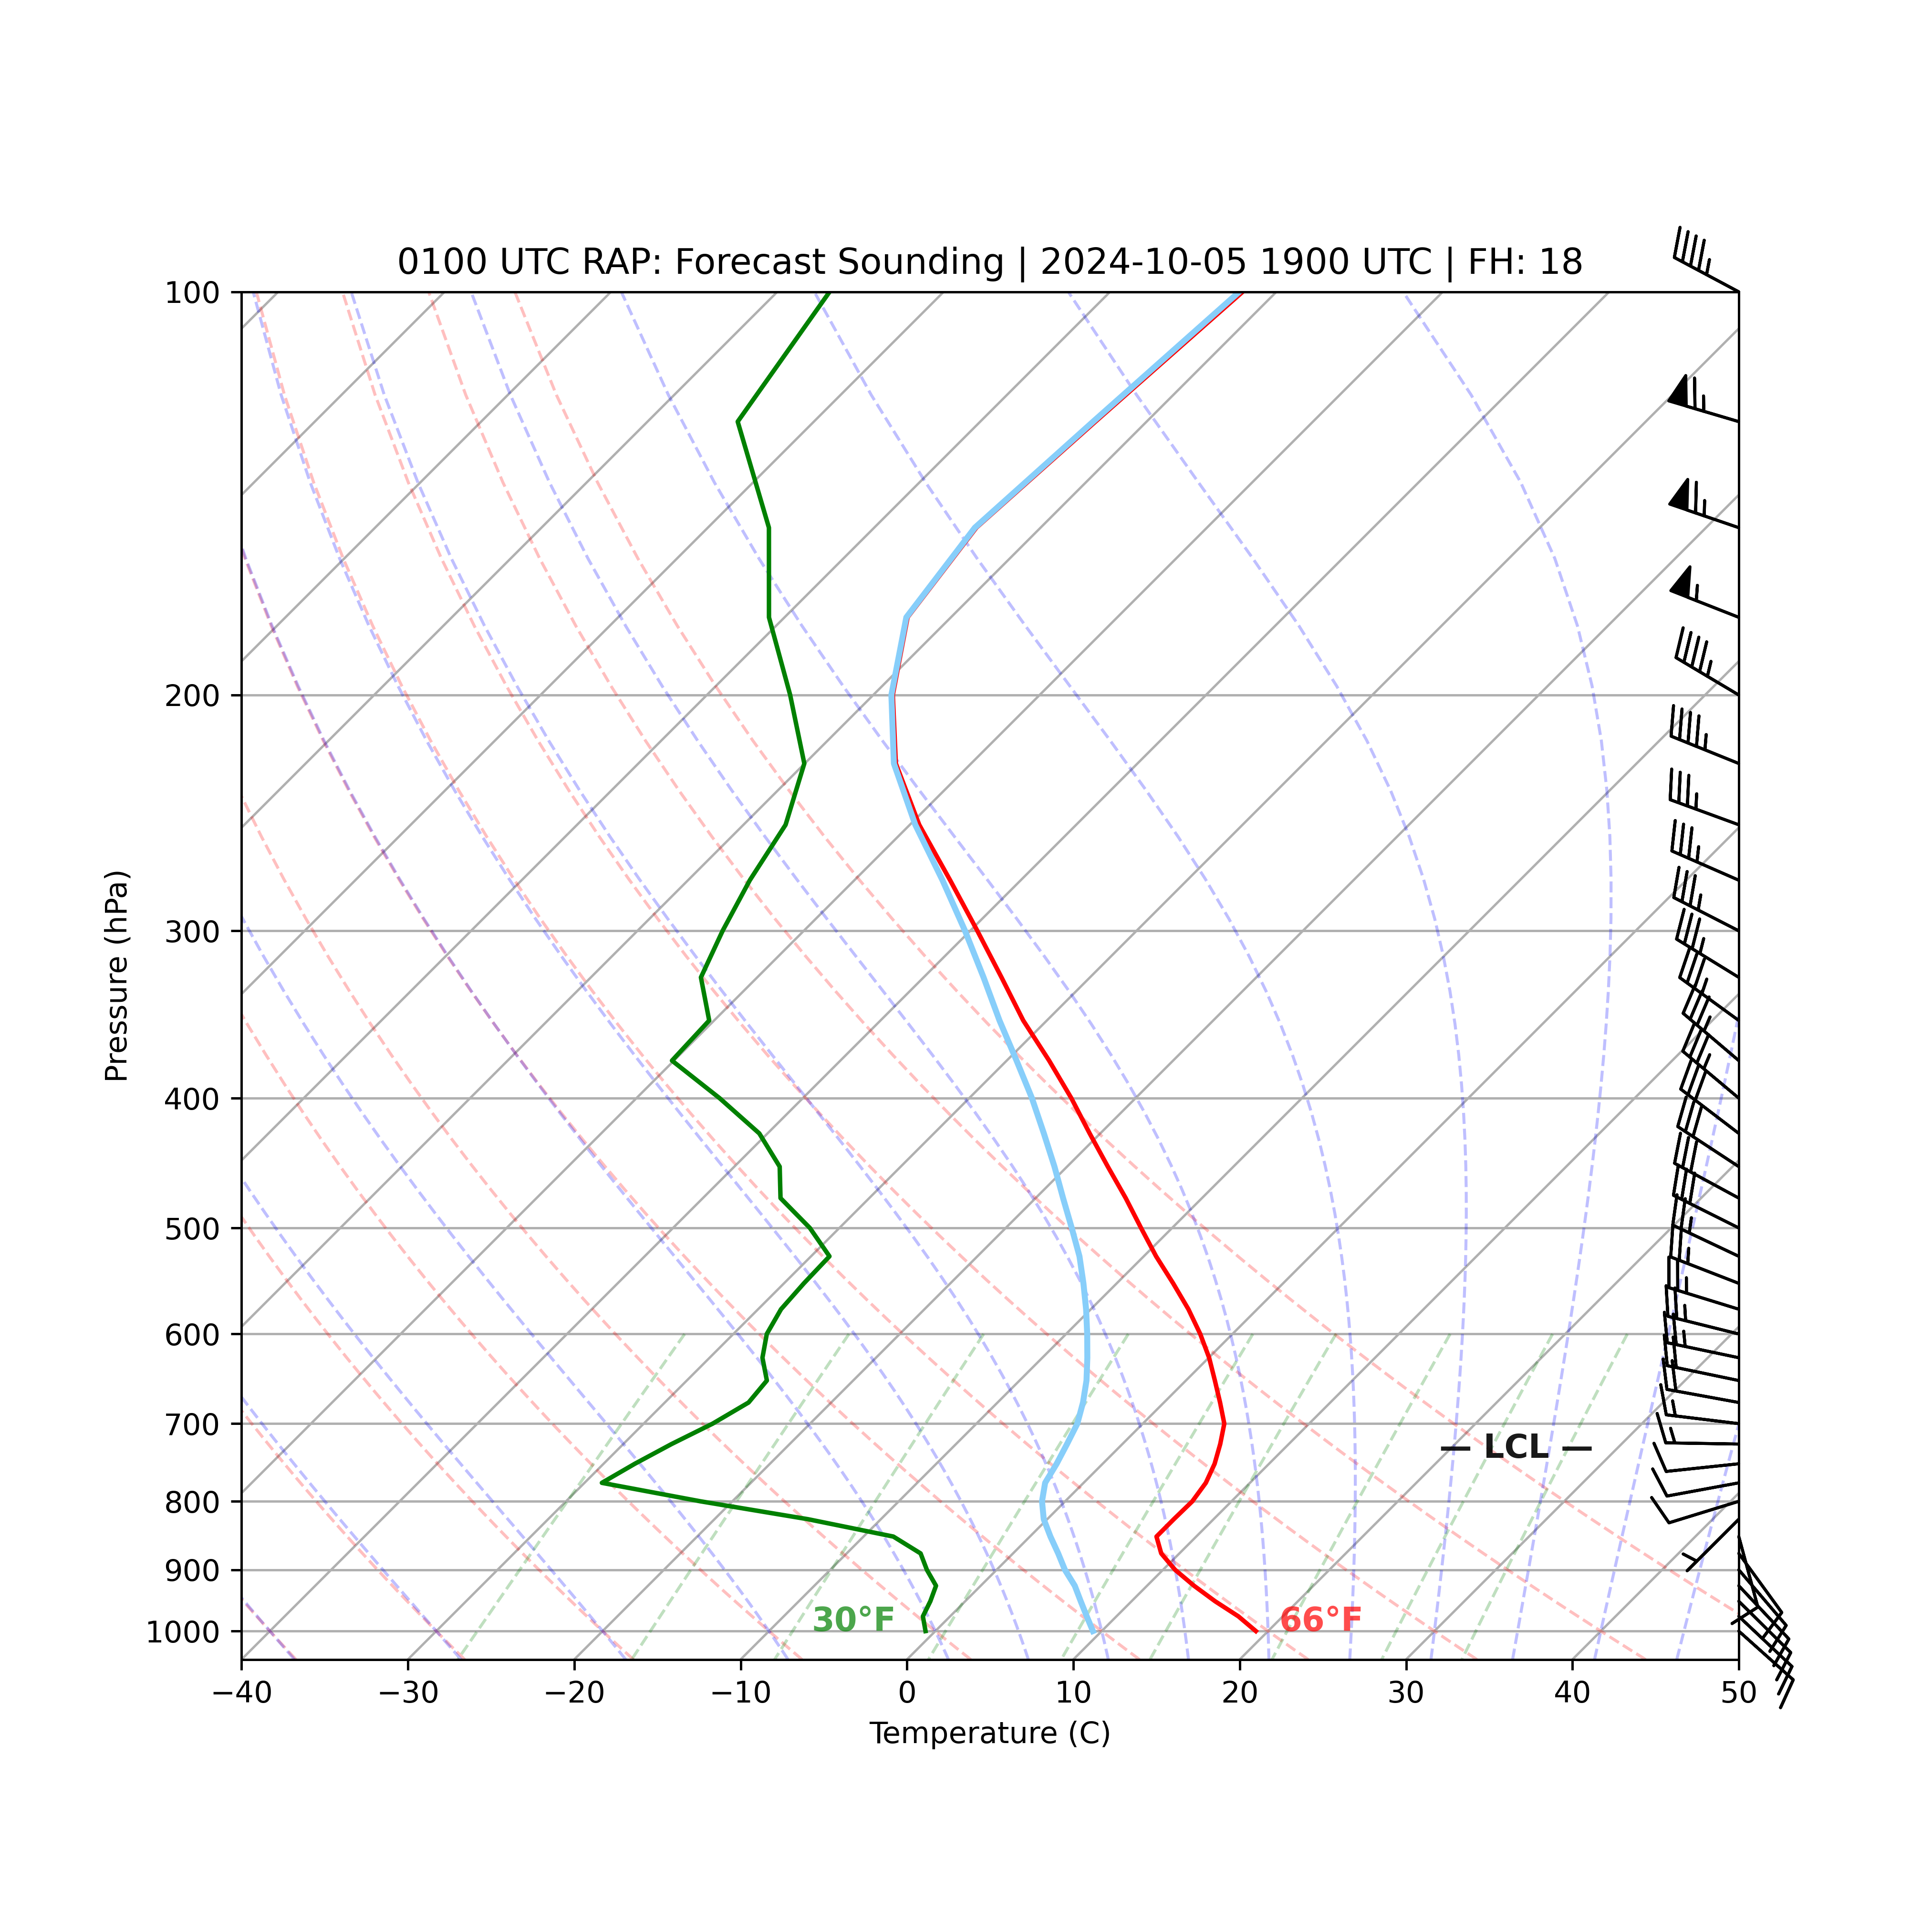 0100 UTC RAP: Forecast Sounding | 2024-10-05 1900 UTC | FH: 18
100
200
300
400
500
600
700
800
900
1000
Pressure (hPa)
— LCL —
30°F
66°F
−40 −30 −20 −10 0 10 20 30 40 50
Temperature (C)